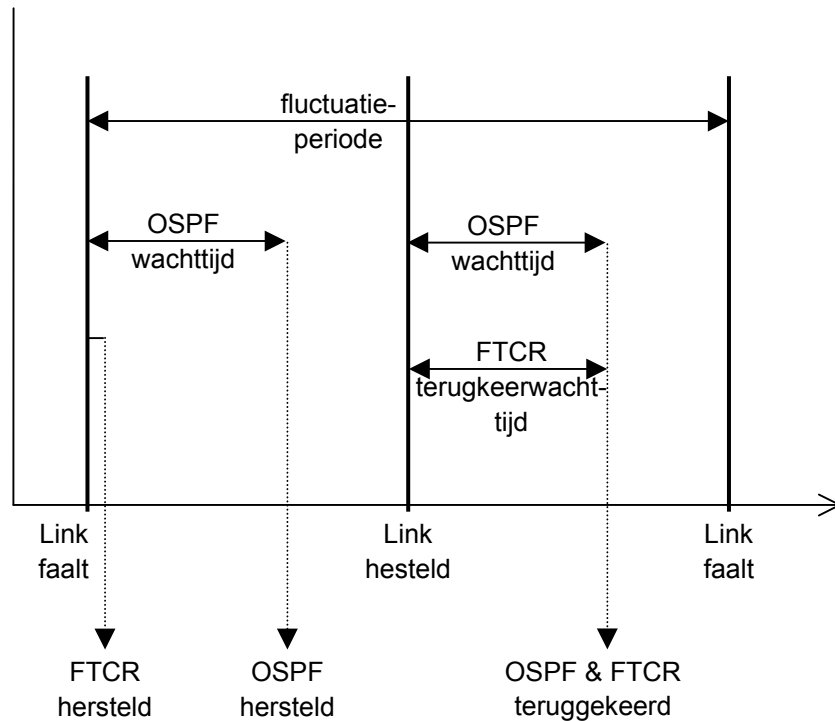 fluctuatie-
periode
OSPF
wachttijd
OSPF
wachttijd
FTCR
terugkeerwacht-
tijd
Link
faalt
Link
hesteld
Link
faalt
FTCR
hersteld
OSPF
hersteld
OSPF & FTCR
teruggekeerd